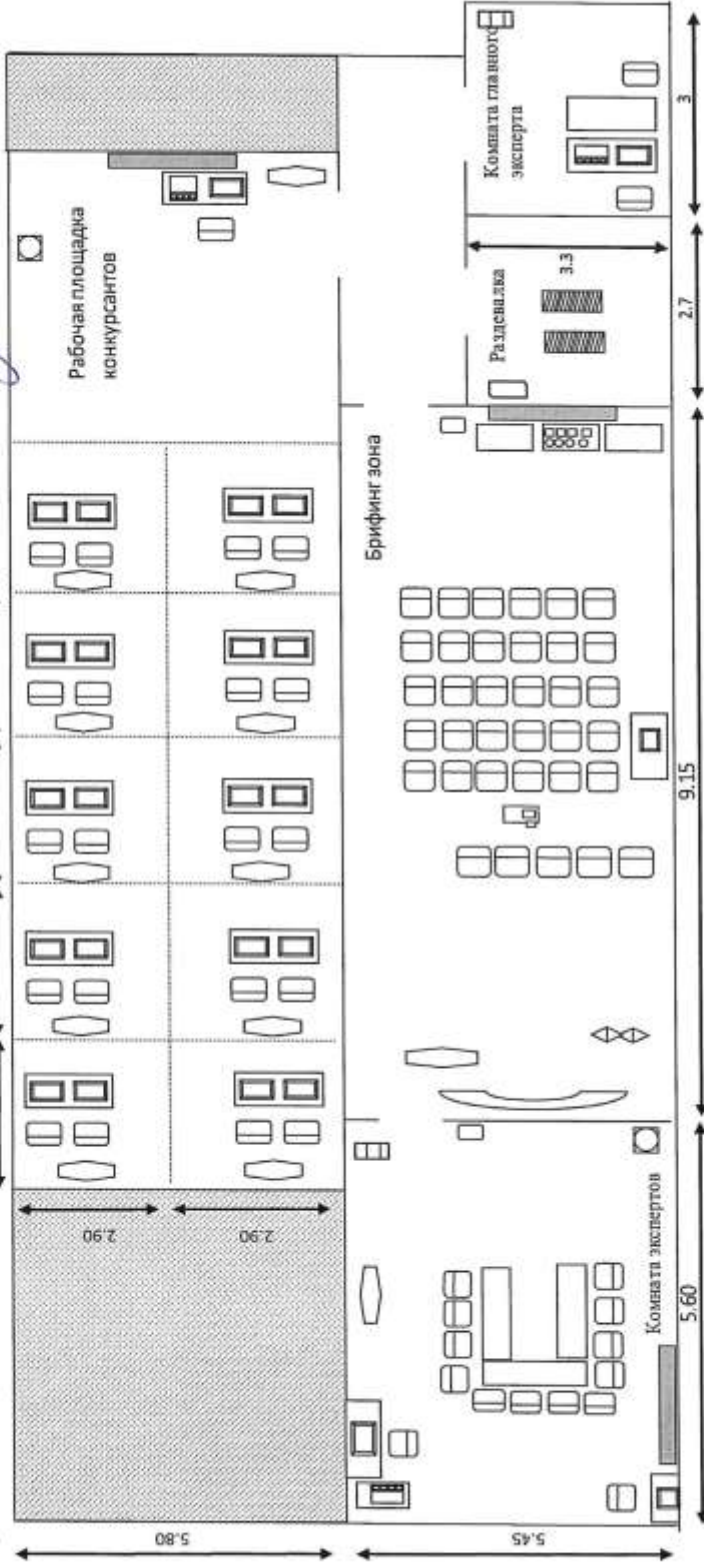 Рабочая площадка
конкурсантов
Комната главного
эксперта
Раздевалка
3.3
Брифинг зона
2.90
2.90
Комната экспертов
5.80
5.45
5.60
9.15
2.7
3